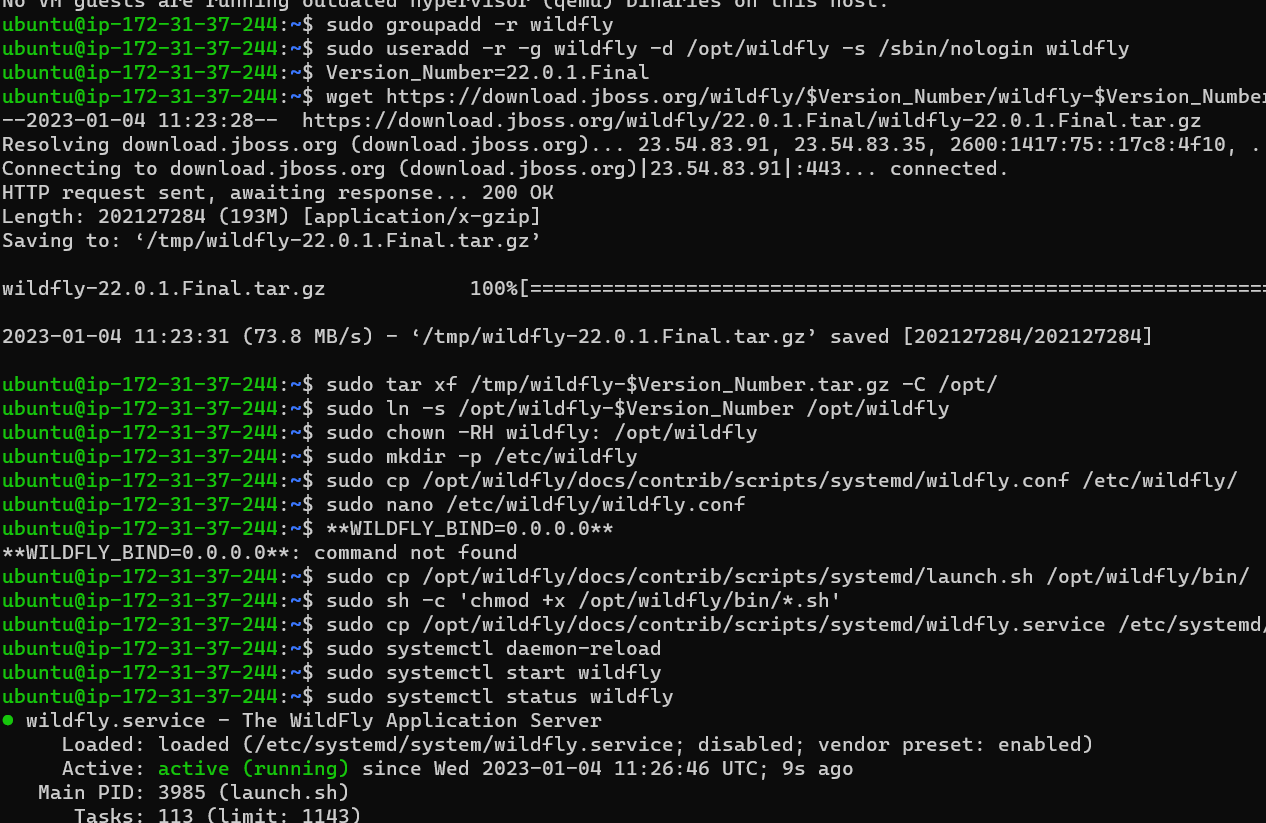 No VM guests are running outdated hypervisor (qemu) binaries on this host.
ubuntu@ip-172-31-37-244:~$ sudo groupadd -r wildfly
ubuntu@ip-172-31-37-244:~$ sudo useradd -r -g wildfly -d /opt/wildfly -s /sbin/nologin wildfly
ubuntu@ip-172-31-37-244:~$ Version_Number=22.0.1.Final
ubuntu@ip-172-31-37-244:~$ wget https://download.jboss.org/wildfly/$Version_Number/wildfly-$Version_Number
--2023-01-04 11:23:28--  https://download.jboss.org/wildfly/22.0.1.Final/wildfly-22.0.1.Final.tar.gz
Resolving download.jboss.org (download.jboss.org)... 23.54.83.91, 23.54.83.35, 2600:1417:75::17c8:4f10, .
Connecting to download.jboss.org (download.jboss.org)|23.54.83.91|:443... connected.
HTTP request sent, awaiting response... 200 OK
Length: 202127284 (193M) [application/x-gzip]
Saving to: ‘/tmp/wildfly-22.0.1.Final.tar.gz’
wildfly-22.0.1.Final.tar.gz            100%[==============================================================
2023-01-04 11:23:31 (73.8 MB/s) - ‘/tmp/wildfly-22.0.1.Final.tar.gz’ saved [202127284/202127284]
ubuntu@ip-172-31-37-244:~$ sudo tar xf /tmp/wildfly-$Version_Number.tar.gz -C /opt/
ubuntu@ip-172-31-37-244:~$ sudo ln -s /opt/wildfly-$Version_Number /opt/wildfly
ubuntu@ip-172-31-37-244:~$ sudo chown -RH wildfly: /opt/wildfly
ubuntu@ip-172-31-37-244:~$ sudo mkdir -p /etc/wildfly
ubuntu@ip-172-31-37-244:~$ sudo cp /opt/wildfly/docs/contrib/scripts/systemd/wildfly.conf /etc/wildfly/
ubuntu@ip-172-31-37-244:~$ sudo nano /etc/wildfly/wildfly.conf
ubuntu@ip-172-31-37-244:~$ **WILDFLY_BIND=0.0.0.0**
**WILDFLY_BIND=0.0.0.0**: command not found
ubuntu@ip-172-31-37-244:~$ sudo cp /opt/wildfly/docs/contrib/scripts/systemd/launch.sh /opt/wildfly/bin/
ubuntu@ip-172-31-37-244:~$ sudo sh -c 'chmod +x /opt/wildfly/bin/*.sh'
ubuntu@ip-172-31-37-244:~$ sudo cp /opt/wildfly/docs/contrib/scripts/systemd/wildfly.service /etc/systemd/
ubuntu@ip-172-31-37-244:~$ sudo systemctl daemon-reload
ubuntu@ip-172-31-37-244:~$ sudo systemctl start wildfly
ubuntu@ip-172-31-37-244:~$ sudo systemctl status wildfly
● wildfly.service - The WildFly Application Server
     Loaded: loaded (/etc/systemd/system/wildfly.service; disabled; vendor preset: enabled)
     Active: active (running) since Wed 2023-01-04 11:26:46 UTC; 9s ago
   Main PID: 3985 (launch.sh)
      Tasks: 113 (limit: 1143)